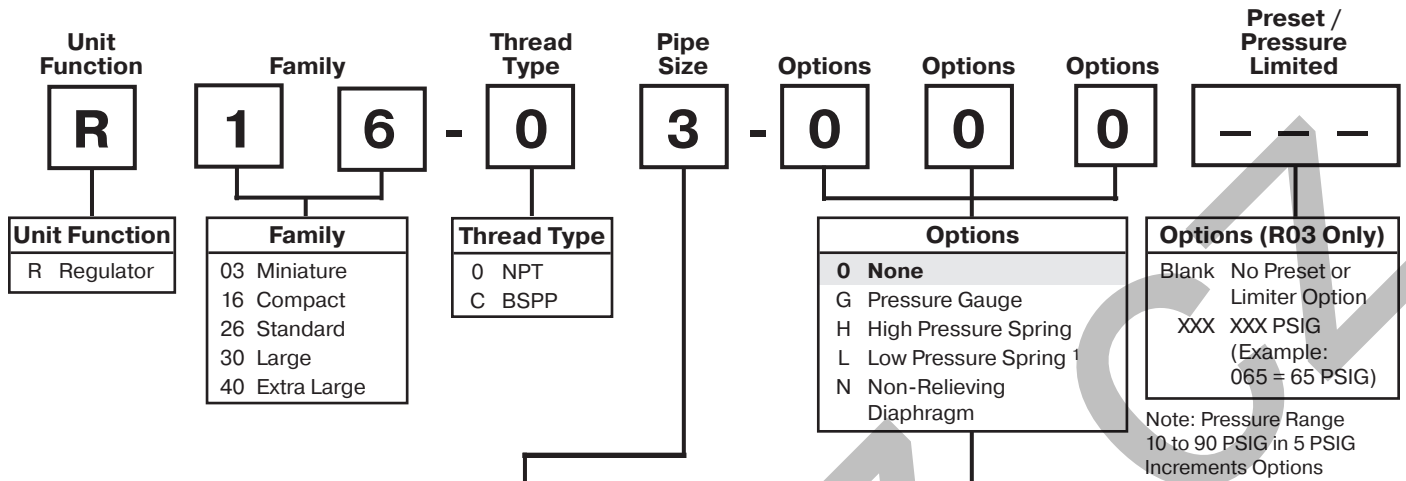 Unit
Function
Family
Thread
Type
Pipe
Size
Options
Options
Options
Preset /
Pressure
Limited
R 1 6 - 0 3 - 0 0 0 – – –
Unit Function
R Regulator
Family
03 Miniature
16 Compact
26 Standard
30 Large
40 Extra Large
Thread Type
0 NPT
C BSPP
Options
0 None
G Pressure Gauge
H High Pressure Spring
L Low Pressure Spring 1
N Non-Relieving
Diaphragm
Options (R03 Only)
Blank No Preset or
Limiter Option
XXX XXX PSIG
(Example:
065 = 65 PSIG)
Note: Pressure Range
10 to 90 PSIG in 5 PSIG
Increments Options